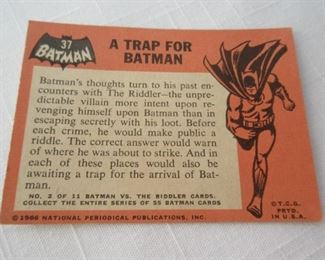 37
BATMAN
A TRAP FOR
BATMAN
Batman's thoughts turn to his past en-
counters with The Riddler–the unpre-
dictable villain more intent upon re-
venging himself upon Batman than in
escaping secretly with his loot. Before
each crime, he would make public a
riddle. The correct answer would warn
of where he was about to strike. And in
each of these places would also be
awaiting a trap for the arrival of Bat-
man.
NO. 2 OF 11 BATMAN VS. THE RIDDLER CARDS.
COLLECT THE ENTIRE SERIES OF 55 BATMAN CARDS
©1966 NATIONAL PERIODICAL PUBLICATIONS, INC.
©T.C.G.
PRTD.
IN U.S.A.